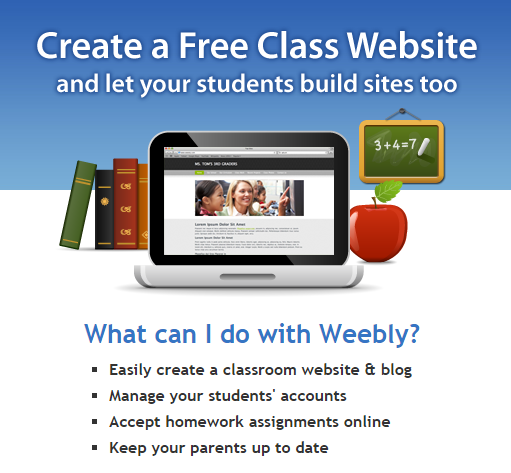 Create a Free Class Website
and let your students build sites too
3+4=7
MS. TOM'S 3RD GRADERS
Lorem Ipsum Dolor Sit Amet
What can I do with Weebly?
Easily create a classroom website & blog
Manage your students' accounts
Accept homework assignments online
Keep your parents up to date